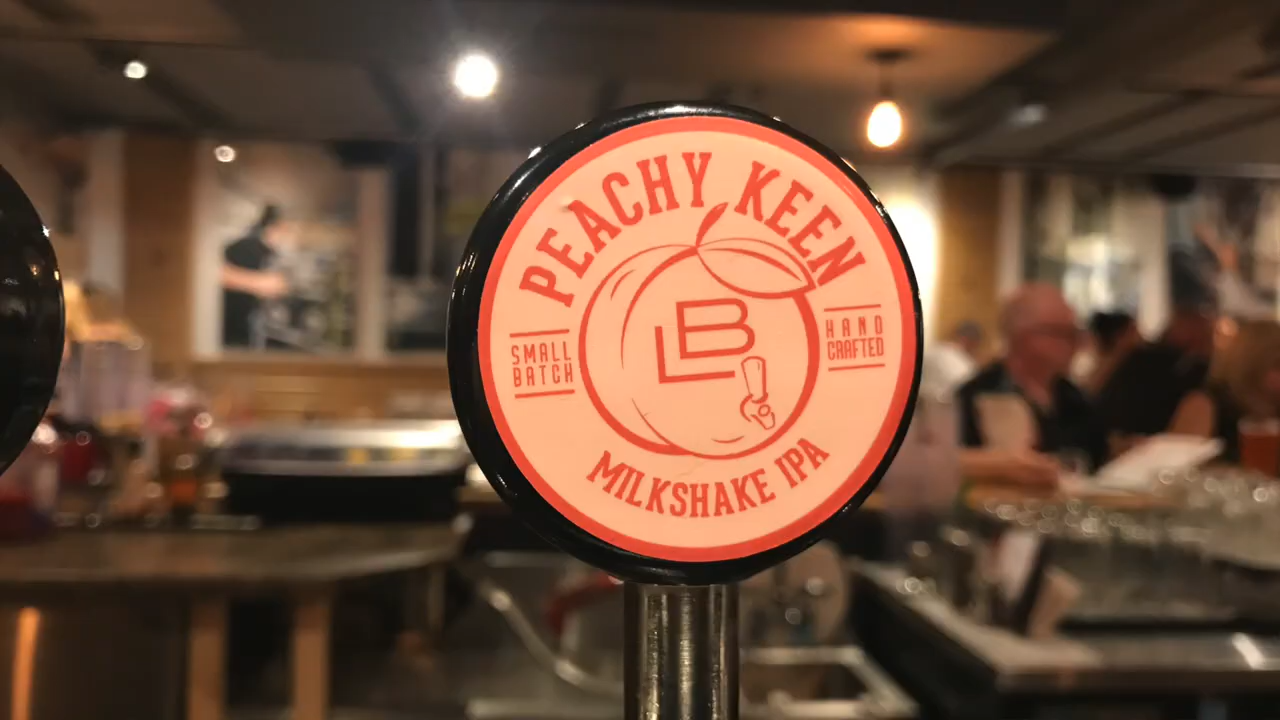 PEACHY KEEN
SMALL
BATCH
LB
HAND
CRAFTED
MILKSHAKE IPA